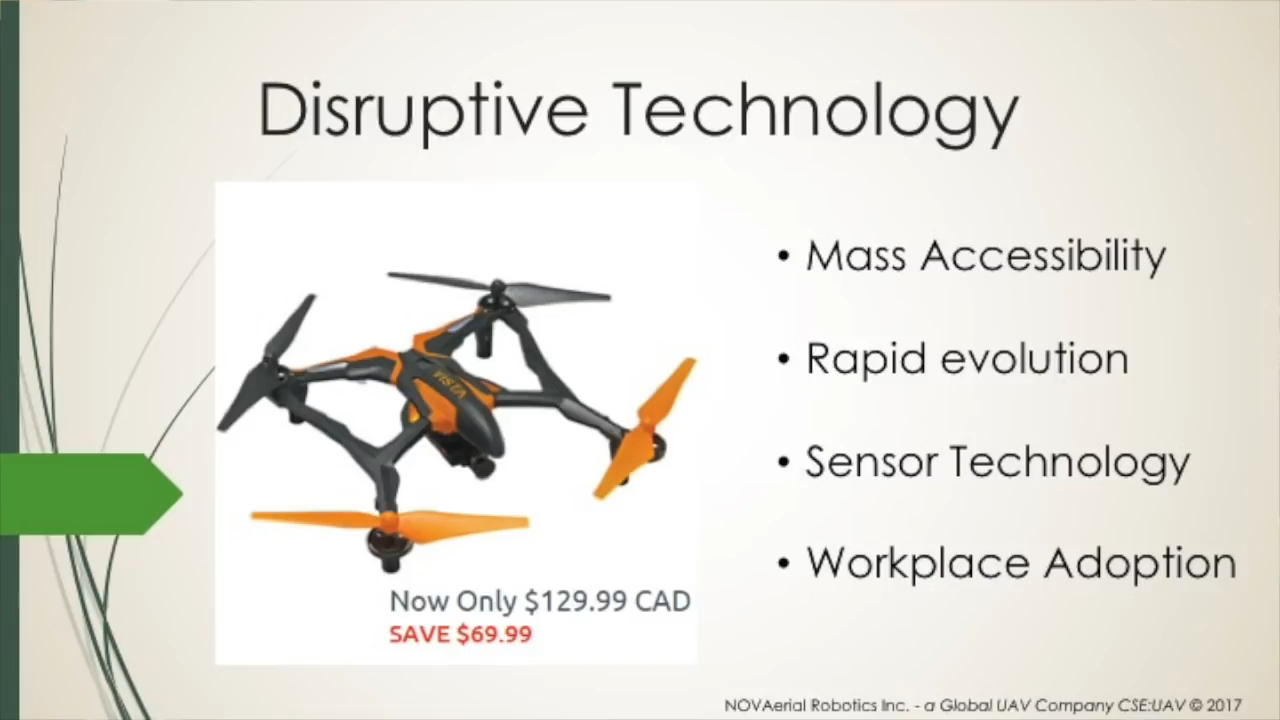 Disruptive Technology
VISTA
Now Only $129.99 CAD
SAVE $69.99
• Mass Accessibility
• Rapid evolution
• Sensor Technology
• Workplace Adoption
NOVAerial Robotics Inc. - a Global UAV Company CSE:UAV © 2017